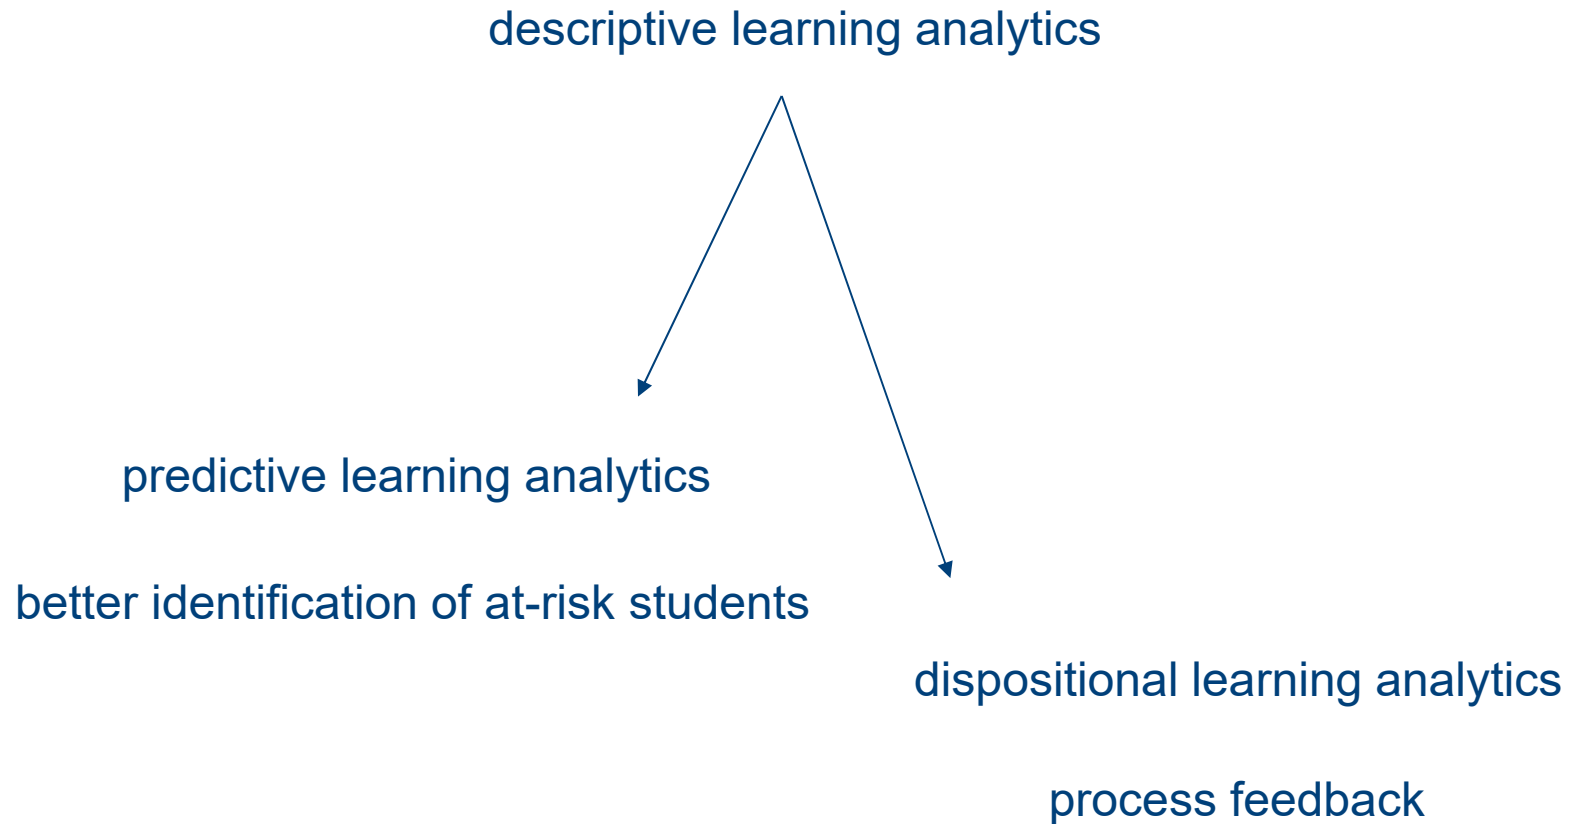 descriptive learning analytics
predictive learning analytics
better identification of at-risk students
dispositional learning analytics
process feedback